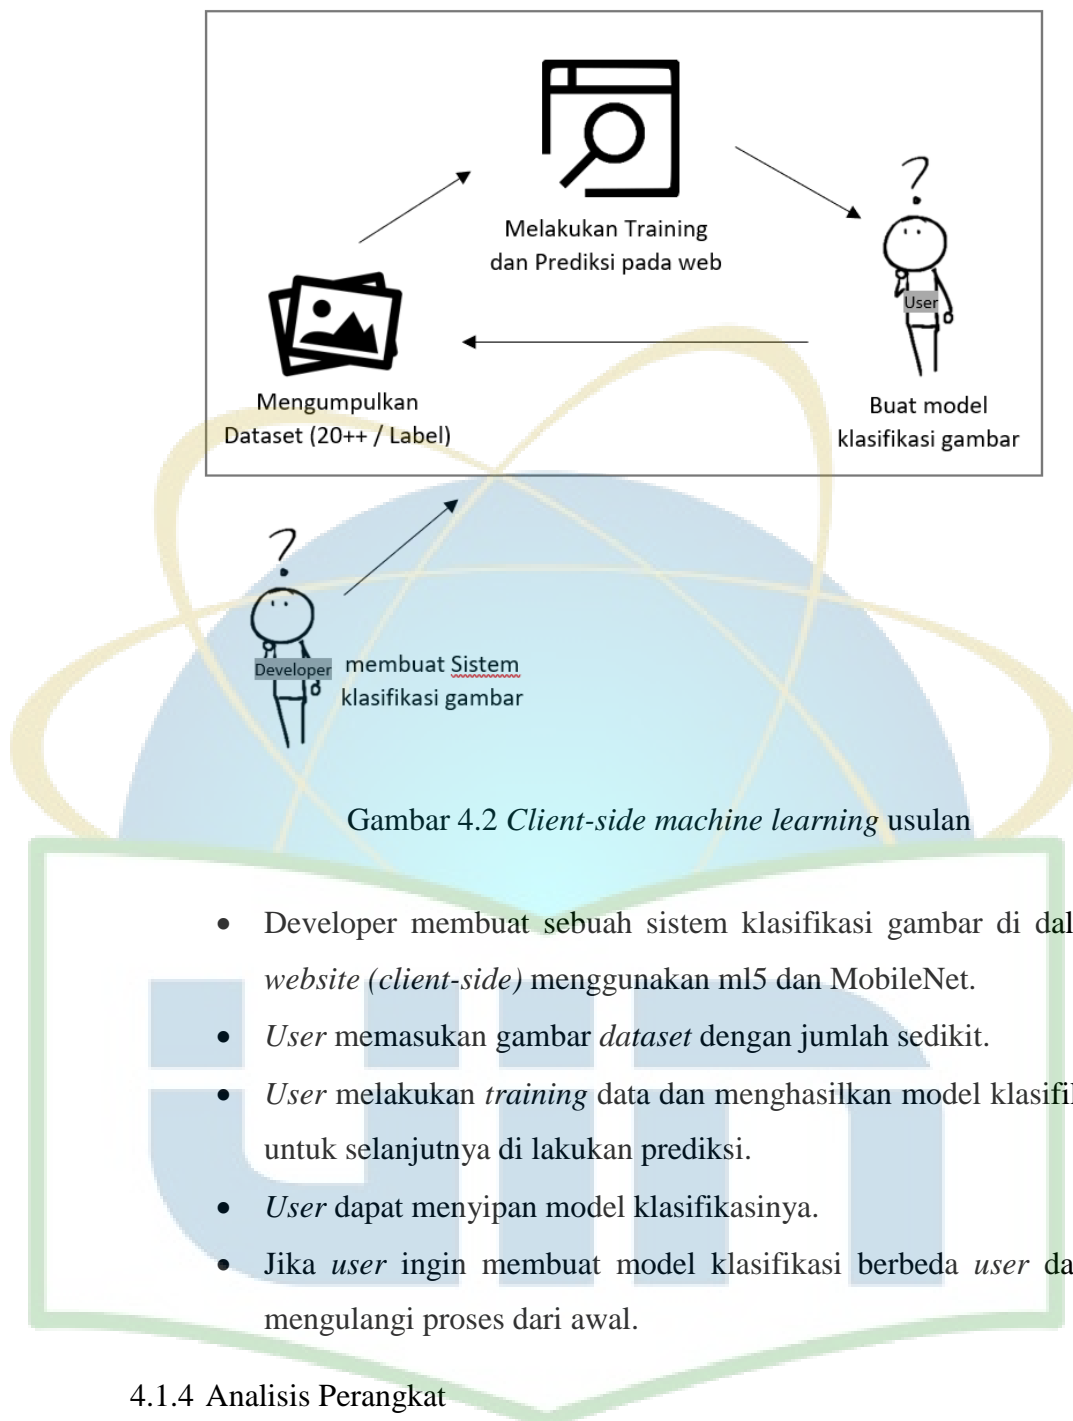 Melakukan Training
dan Prediksi pada web
User
Mengumpulkan
Dataset (20++ / Label)
Buat model
klasifikasi gambar
Developer
membuat Sistem
klasifikasi gambar
Gambar 4.2 Client-side machine learning usulan
• Developer membuat sebuah sistem klasifikasi gambar di
website (client-side) menggunakan ml5 dan MobileNet.
• User memasukan gambar dataset dengan jumlah sedikit.
• User melakukan training data dan menghasilkan model
untuk selanjutnya di lakukan prediksi.
• User dapat menyipan model klasifikasinya.
• Jika user ingin membuat model klasifikasi berbeda user
mengulangi proses dari awal.
4.1.4 Analisis Perangkat